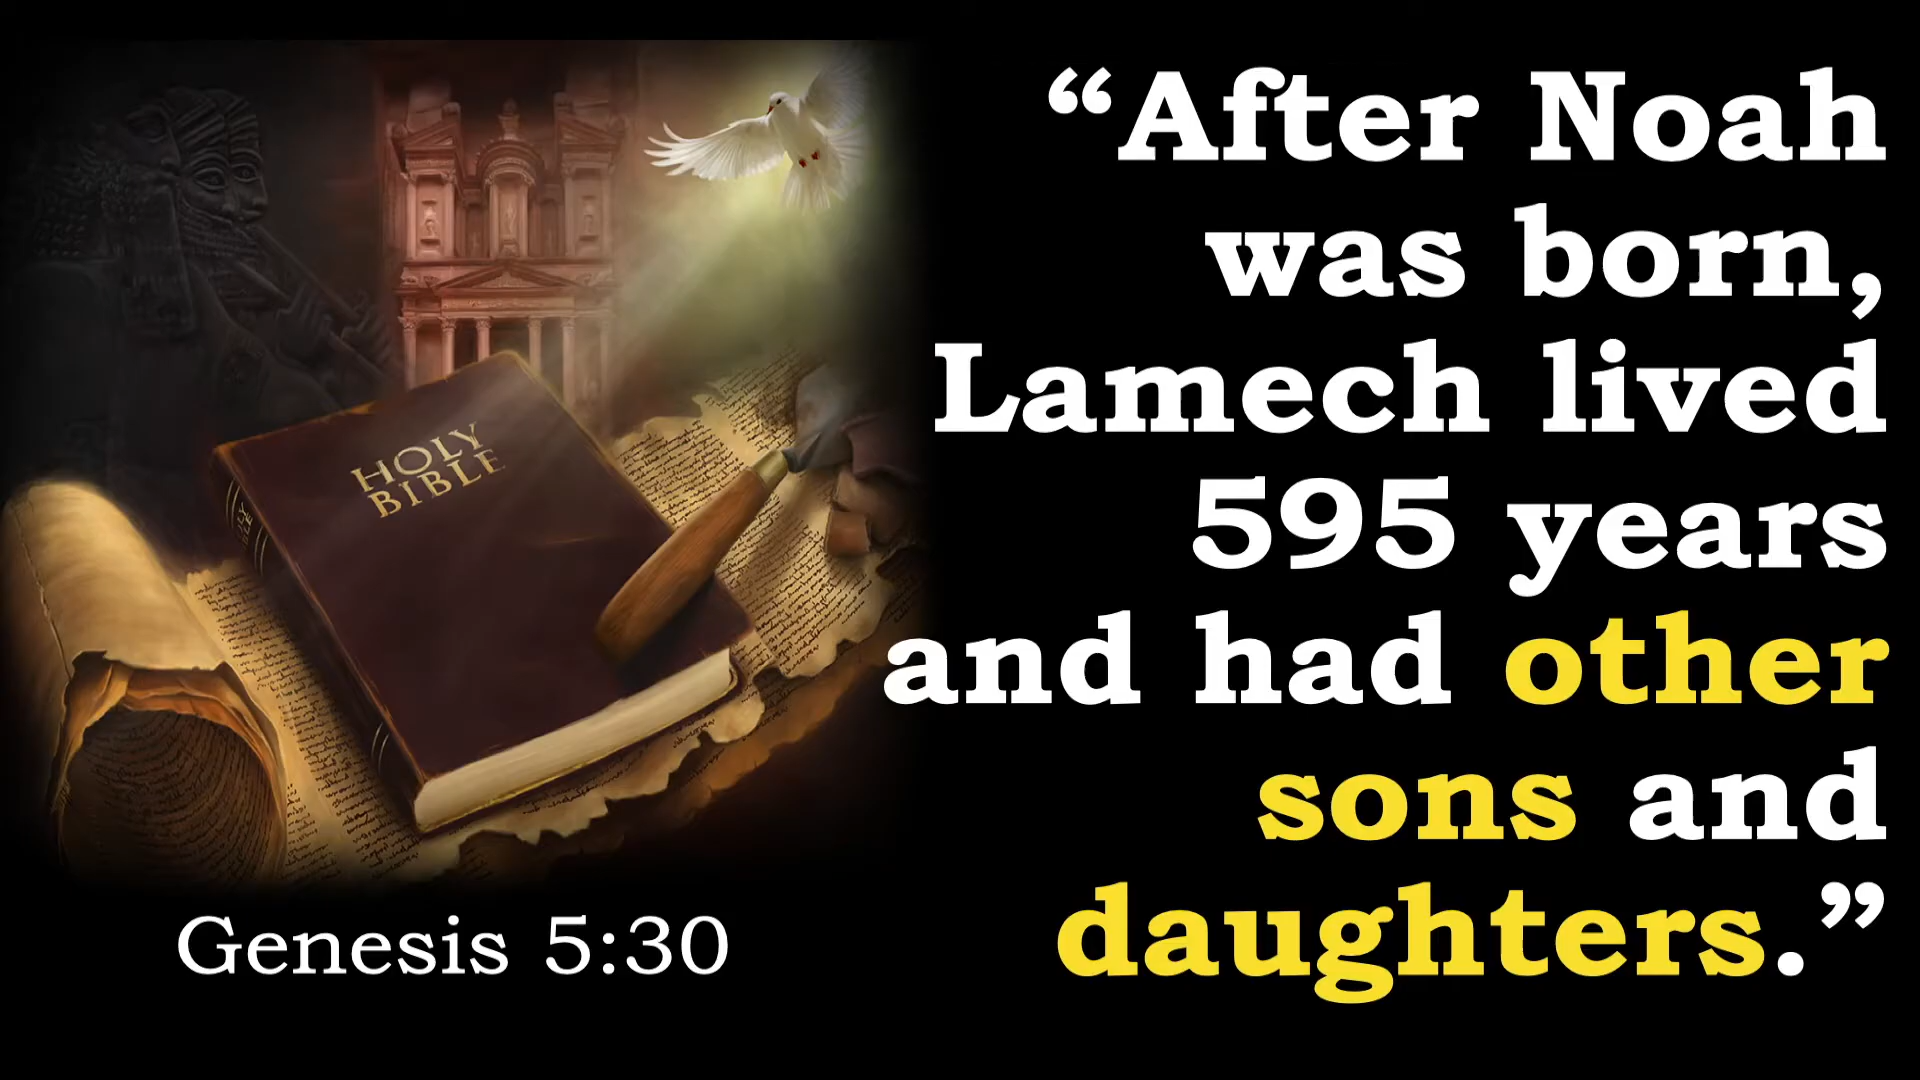 “After Noah
was born,
Lamech lived
595 years
and had other
sons and
daughters.”
HOLY
BIBLE
Genesis 5:30